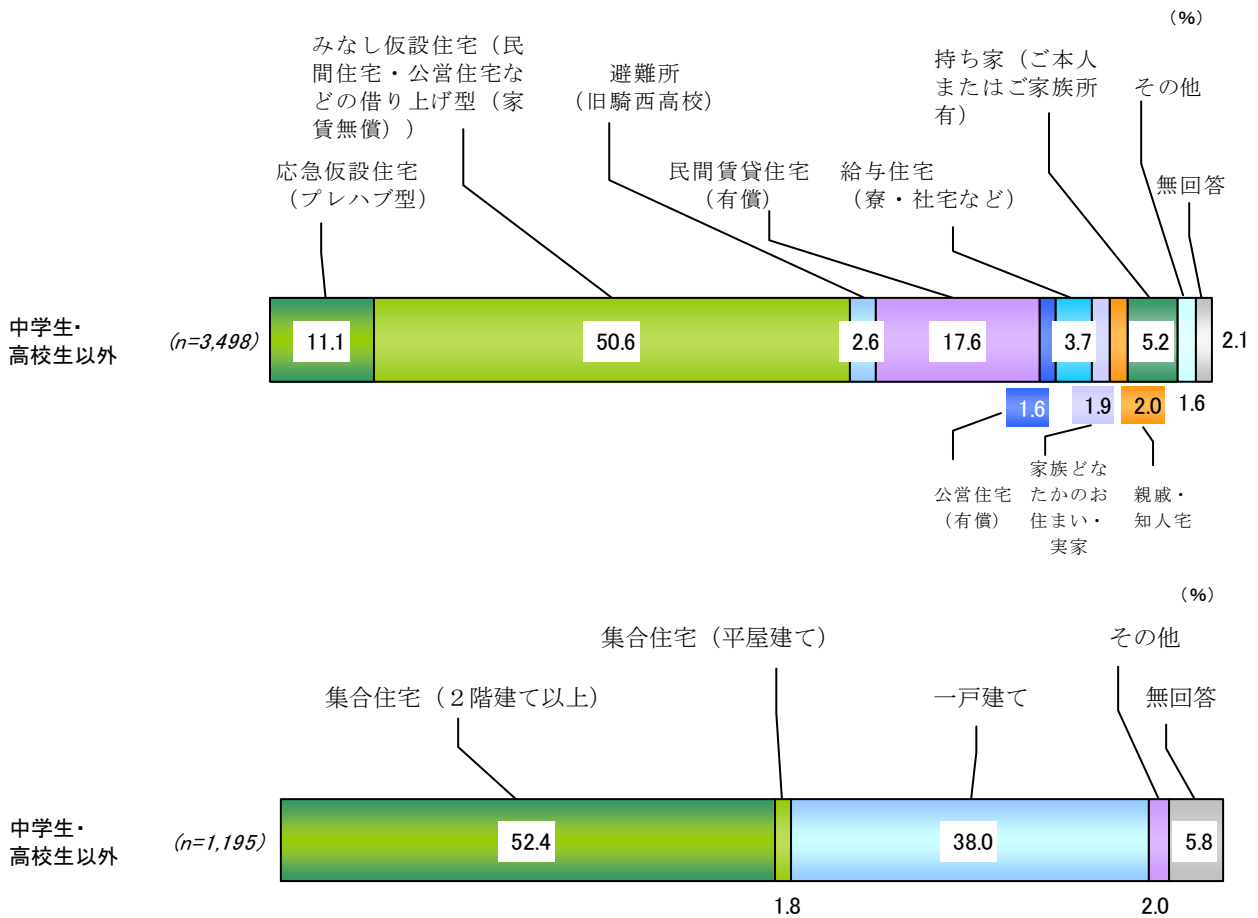 （%）
みなし仮設住宅（民
間住宅・公営住宅な
どの借り上げ型（家
賃無償））
避難所
（旧騎西高校）
持ち家（ご本人
またはご家族所
有）
その他
応急仮設住宅
（プレハブ型）
民間賃貸住宅
（有償）
給与住宅
（寮・社宅など）
無回答
中学生・
高校生以外
(n=3,498)
11.1
50.6
2.6
17.6
3.7
5.2
2.1
1.6
1.9
2.0
1.6
公営住宅
（有償）
家族どな
たかのお
住まい・
実家
親戚・
知人宅
（%）
集合住宅（平屋建て）
その他
集合住宅（２階建て以上）
一戸建て
無回答
中学生・
高校生以外
(n=1,195)
52.4
38.0
5.8
1.8
2.0